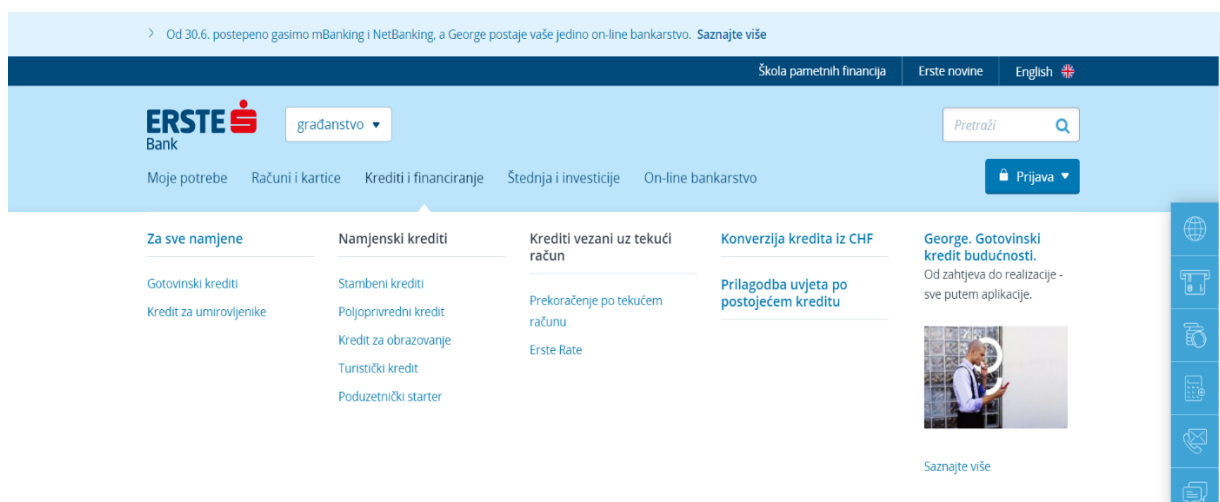 Od 30.6. postepeno gasimo mBanking i NetBanking, a George postaje vaše jedino on-line bankarstvo. Saznajte više
Škola pametnih financija
Erste novine
English
ERSTE
Bank
građanstvo
Pretraži
Moje potrebe
Računi i kartice
Krediti i financiranje
Štednja i investicije
On-line bankarstvo
Prijava
Za sve namjene
Gotovinski krediti
Kredit za umirovljenike
Namjenski krediti
Stambeni krediti
Poljoprivredni kredit
Kredit za obrazovanje
Turistički kredit
Poduzetnički starter
Krediti vezani uz tekući
račun
Prekoračenje po tekućem
računu
Erste Rate
Konverzija kredita iz CHF
Prilagodba uvjeta po
postojećem kreditu
George. Gotovinski
kredit budućnosti.
Od zahtjeva do realizacije -
sve putem aplikacije.
Saznajte više